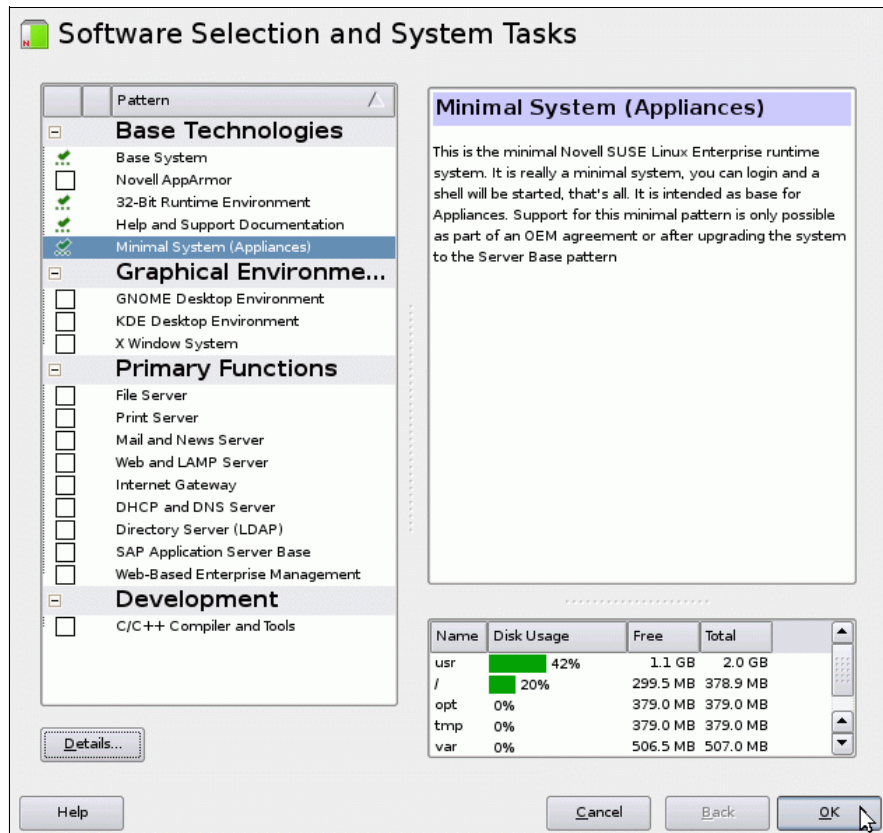 Software Selection and System Tasks
Pattern
Base Technologies
Base System
Novell AppArmor
32-Bit Runtime Environment
Help and Support Documentation
Minimal System (Appliances)
Graphical Environme...
GNOME Desktop Environment
KDE Desktop Environment
X Window System
Primary Functions
File Server
Print Server
Mail and News Server
Web and LAMP Server
Internet Gateway
DHCP and DNS Server
Directory Server (LDAP)
SAP Application Server Base
Web-Based Enterprise Management
Development
C/C++ Compiler and Tools
Details...
Minimal System (Appliances)
This is the minimal Novell SUSE Linux Enterprise runtime
system. It is really a minimal system, you can login and a
shell will be started, that's all. It is intended as base for
Appliances. Support for this minimal pattern is only possible
as part of an OEM agreement or after upgrading the system
to the Server Base pattern
Name Disk Usage Free Total
usr 42% 1.1 GB 2.0 GB
/ 20% 299.5 MB 378.9 MB
opt 0% 379.0 MB 379.0 MB
tmp 0% 379.0 MB 379.0 MB
var 0% 506.5 MB 507.0 MB
Help Cancel Back OK